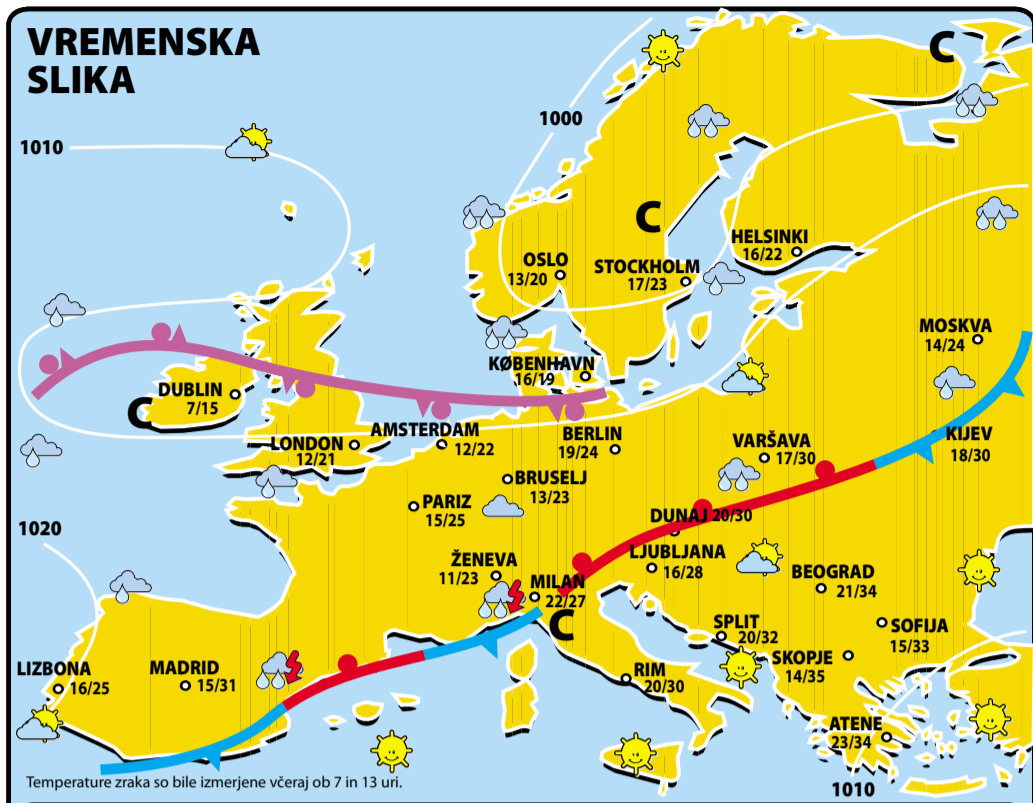 VREMENSKA
SLIKA
C
1010
1000
C
HELSINKI
16/22
OSLO
13/20
STOCKHOLM
17/23
MOSKVA
14/24
KØBENHAVN
16/19
DUBLIN
7/15
C
AMSTERDAM
12/22
LONDON
12/21
BERLIN
19/24
VARŠAVA
17/30
KIJEV
18/30
BRUSELJ
13/23
PARIZ
15/25
DUNAJ 20/30
1020
LJUBLJANA
16/28
ŽENEVA
11/23
MILAN
22/27
BEOGRAD
21/34
C
SPLIT
20/32
SOFIJA
15/33
SKOPJE
14/35
LIZBONA
16/25
MADRID
15/31
RIM
20/30
ATENE
23/34
Temperature zraka so bile izmerjene včeraj ob 7 in 13 uri.
1010